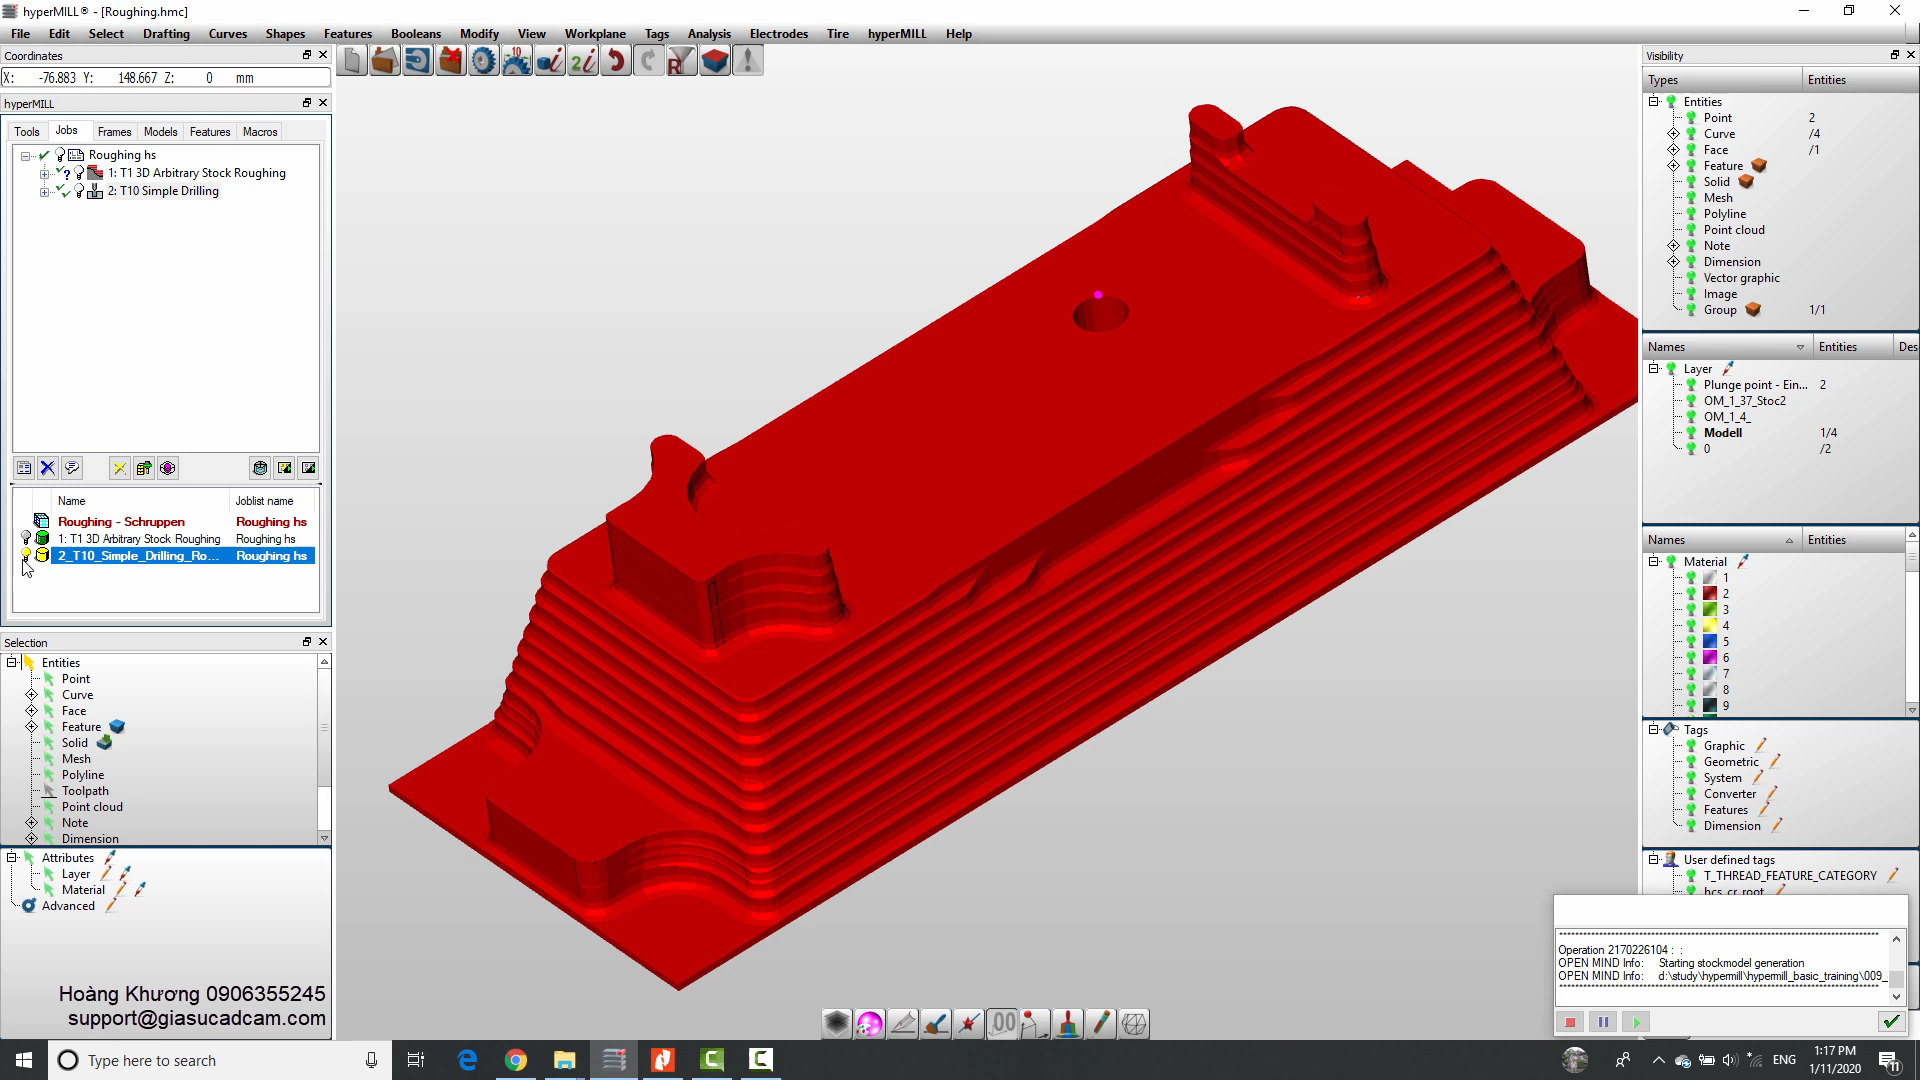 hyperMILL® - [Roughing.hmc]
File Edit Select Drafting Curves Shapes Features Booleans Modify View Workplane Tags Analysis Electrodes Tire hyperMILL Help
Coordinates
X: -76.883 Y: 148.667 Z: 0 mm
hyperMILL
Tools Jobs Frames Models Features Macros
Roughing hs
1: T1 3D Arbitrary Stock Roughing
2: T10 Simple Drilling
Name Joblist name
Roughing - Schruppen Roughing hs
1: T1 3D Arbitrary Stock Roughing Roughing hs
2_T10_Simple_Drilling_Ro... Roughing hs
Selection
Entities
Point
Curve
Face
Feature
Solid
Mesh
Polyline
Toolpath
Point cloud
Note
Dimension
Attributes
Layer
Material
Advanced
Hoàng Khương 0906355245
support@giasucadcam.com
Visibility
Types Entities
Entities
Point 2
Curve /4
Face /1
Feature
Solid
Mesh
Polyline
Point cloud
Note
Dimension
Vector graphic
Image
Group 1/1
Names Entities Des
Layer
Plunge point - Ein... 2
OM_1_37_Stoc2
OM_1_4_
Modell 1/4
0 /2
Names Entities
Material
1
2
3
4
5
6
7
8
9
Tags
Graphic
Geometric
System
Converter
Features
Dimension
User defined tags
T_THREAD_FEATURE_CATEGORY
hcs_cr_root
Operation 2170226104 : :
OPEN MIND Info: Starting stockmodel generation
OPEN MIND Info: d:\study\hypermill\hypermill_basic_training\009_
Type here to search
ENG
1:17 PM
1/11/2020
11